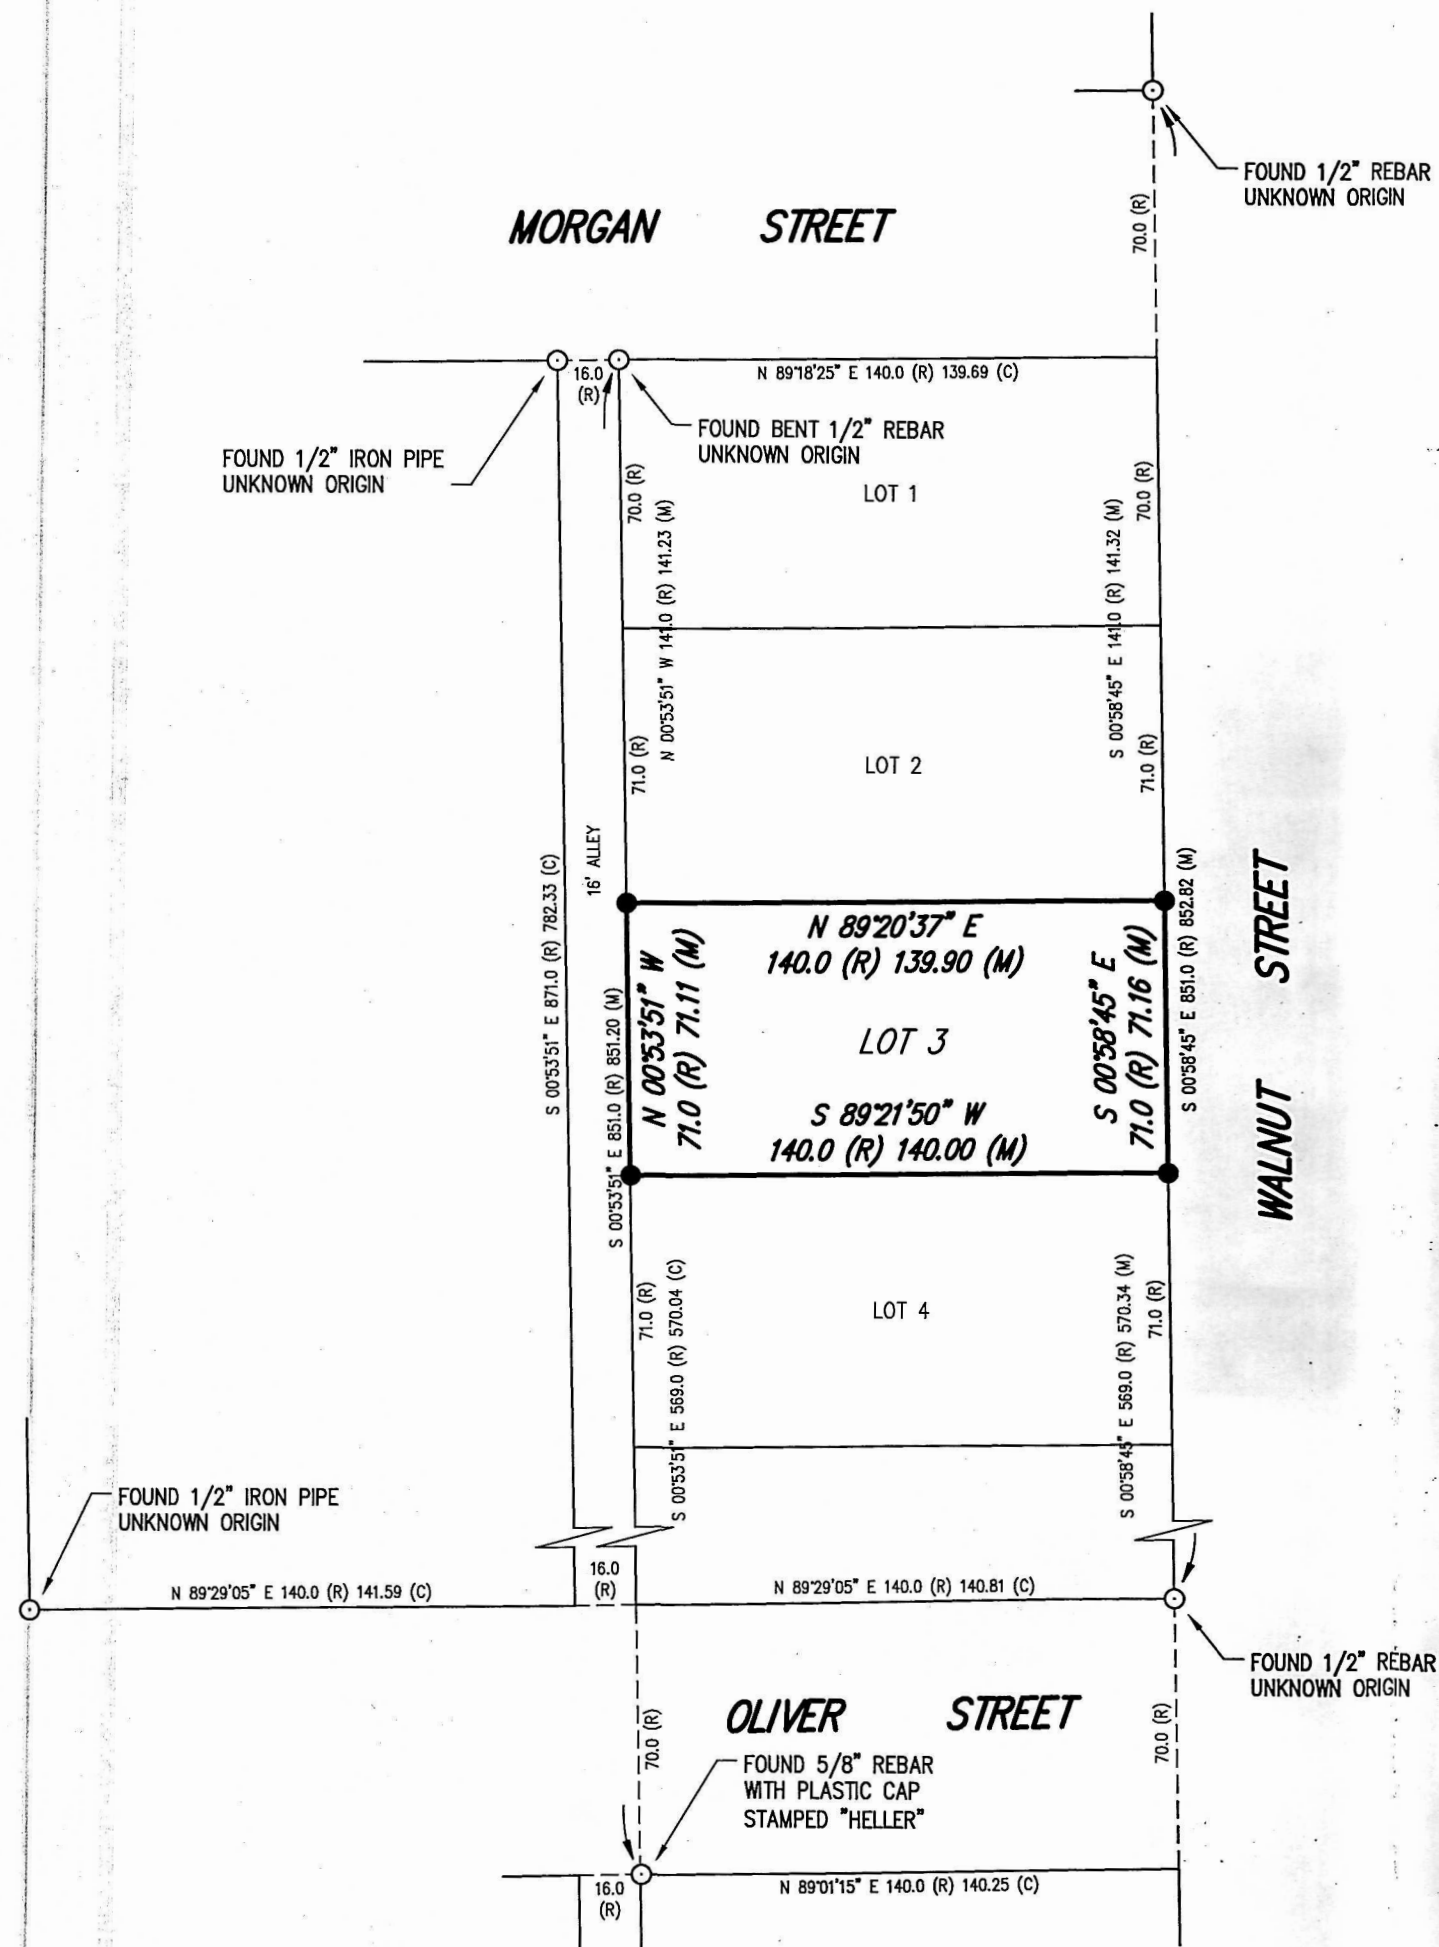 FOUND 1/2" REBAR
UNKNOWN ORIGIN
70.0 (R)
MORGAN STREET
16.0
(R)
N 89°18'25" E 140.0 (R) 139.69 (C)
FOUND 1/2" IRON PIPE
UNKNOWN ORIGIN
FOUND BENT 1/2" REBAR
UNKNOWN ORIGIN
LOT 1
70.0 (R)
N 00°53'51" W 141.0 (R) 141.23 (M)
S 00°58'45" E 141.0 (R) 141.32 (M)
70.0 (R)
71.0 (R)
LOT 2
71.0 (R)
16' ALLEY
S 00°53'51" E 871.0 (R) 782.33 (C)
S 00°53'51" E 851.0 (R) 851.20 (M)
N 89°20'37" E
140.0 (R) 139.90 (M)
N 00°53'51" W
71.0 (R) 71.11 (M)
LOT 3
S 00°58'45" E
71.0 (R) 71.16 (M)
S 89°21'50" W
140.0 (R) 140.00 (M)
S 00°58'45" E 851.0 (R) 852.82 (M)
WALNUT STREET
71.0 (R)
S 00°53'51" E 569.0 (R) 570.04 (C)
LOT 4
S 00°58'45" E 569.0 (R) 570.34 (M)
71.0 (R)
FOUND 1/2" IRON PIPE
UNKNOWN ORIGIN
N 89°29'05" E 140.0 (R) 141.59 (C)
16.0
(R)
N 89°29'05" E 140.0 (R) 140.81 (C)
FOUND 1/2" REBAR
UNKNOWN ORIGIN
OLIVER STREET
70.0 (R)
70.0 (R)
FOUND 5/8" REBAR
WITH PLASTIC CAP
STAMPED "HELLER"
16.0
(R)
N 89°01'15" E 140.0 (R) 140.25 (C)